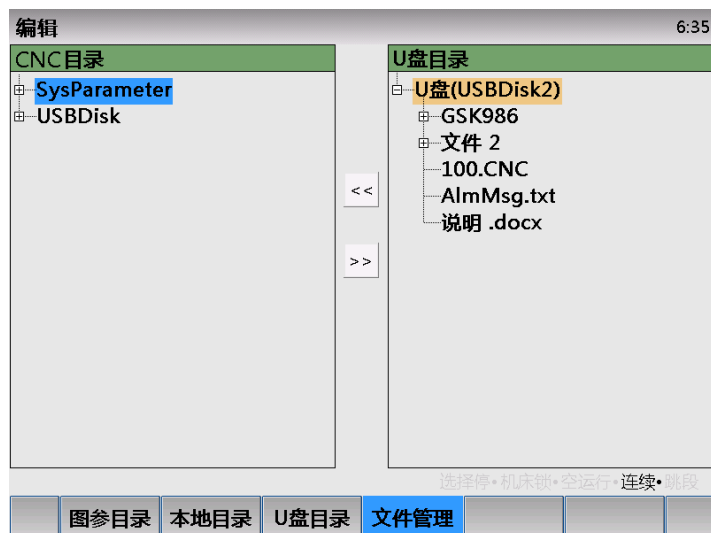 编辑 6:35
CNC目录
SysParameter
USBDisk
<<
>>
U盘目录
U盘(USBDisk2)
GSK986
文件 2
100.CNC
AlmMsg.txt
说明 .docx
选择停•机床锁•空运行•连续•跳段
图参目录 本地目录 U盘目录 文件管理